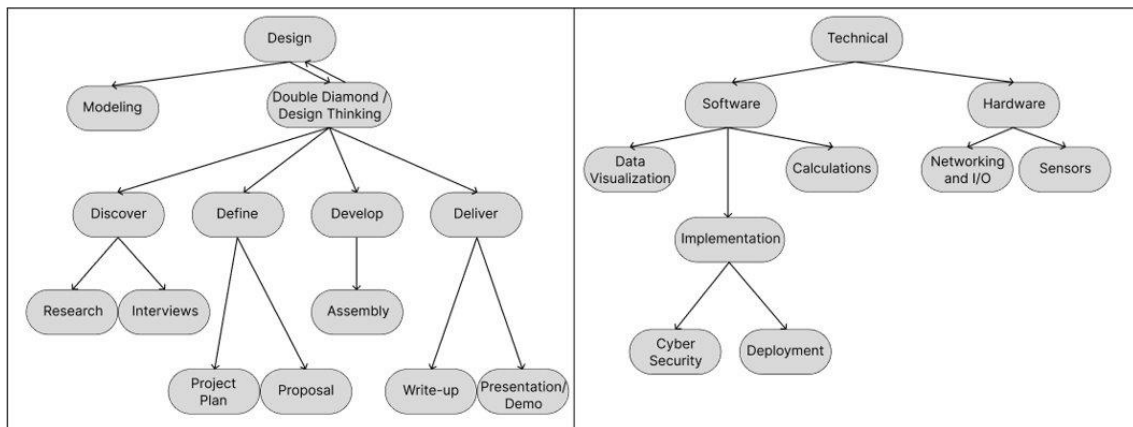 Design
Modeling
Double Diamond /
Design Thinking
Discover
Define
Develop
Deliver
Research
Interviews
Assembly
Project
Plan
Proposal
Write-up
Presentation/
Demo
Technical
Software
Hardware
Data
Visualization
Calculations
Networking
and I/O
Sensors
Implementation
Cyber
Security
Deployment